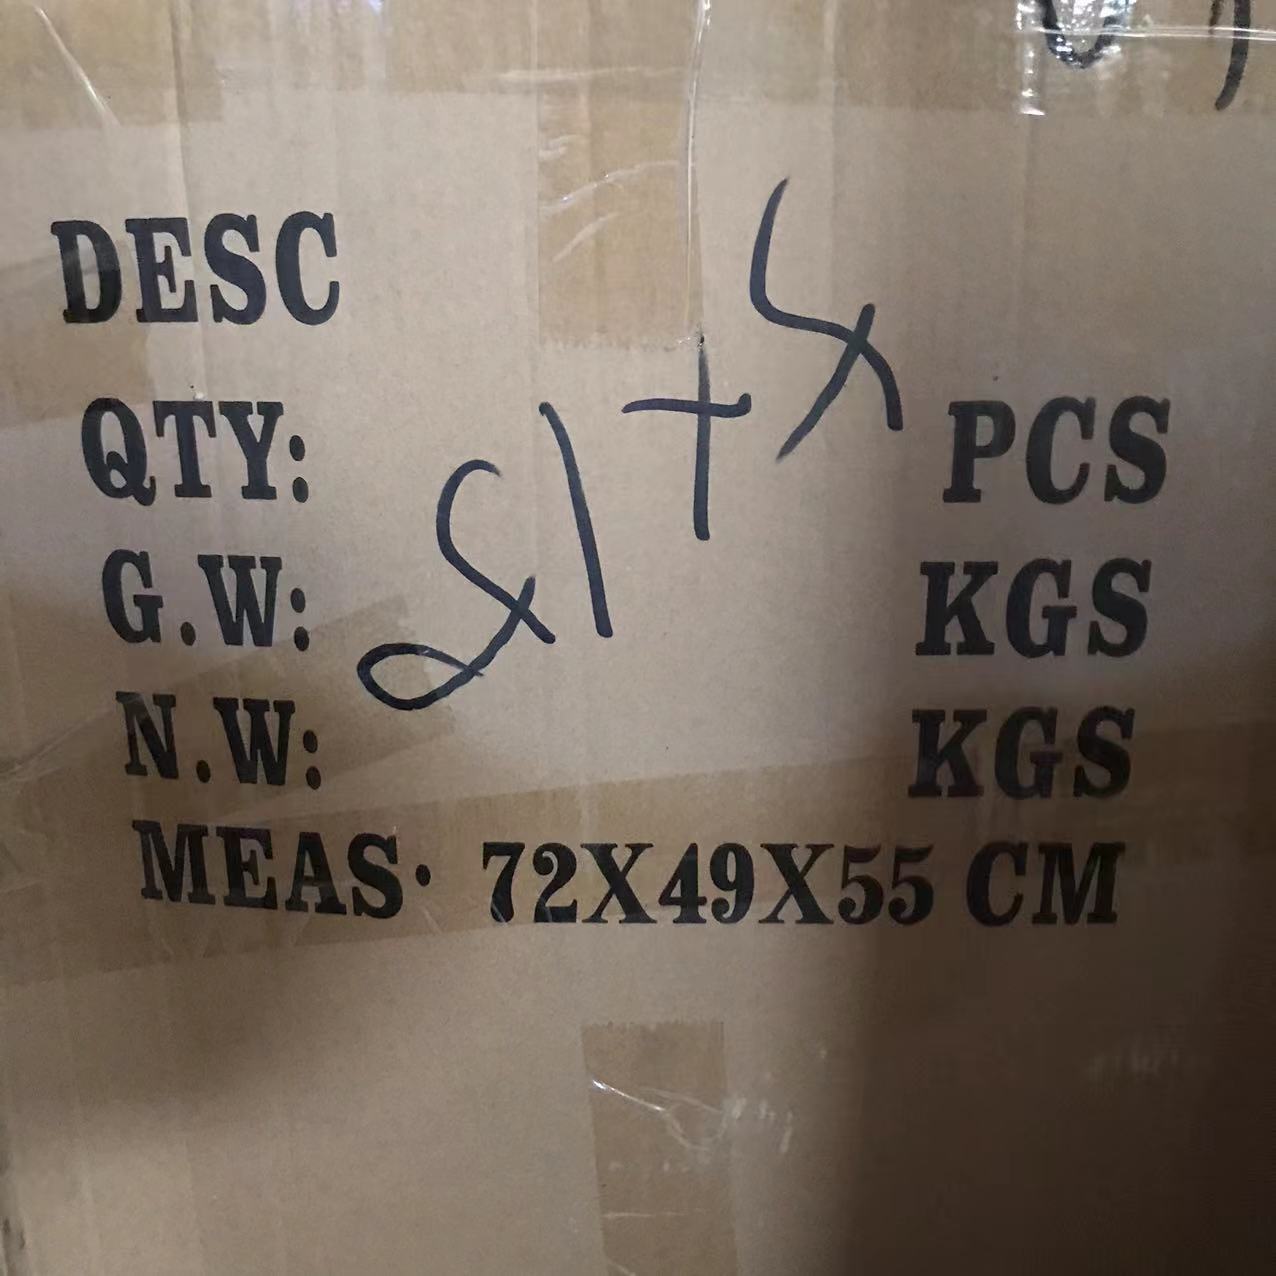 DESC
QTY: PCS
G.W: KGS
N.W: KGS
MEAS: 72X49X55 CM